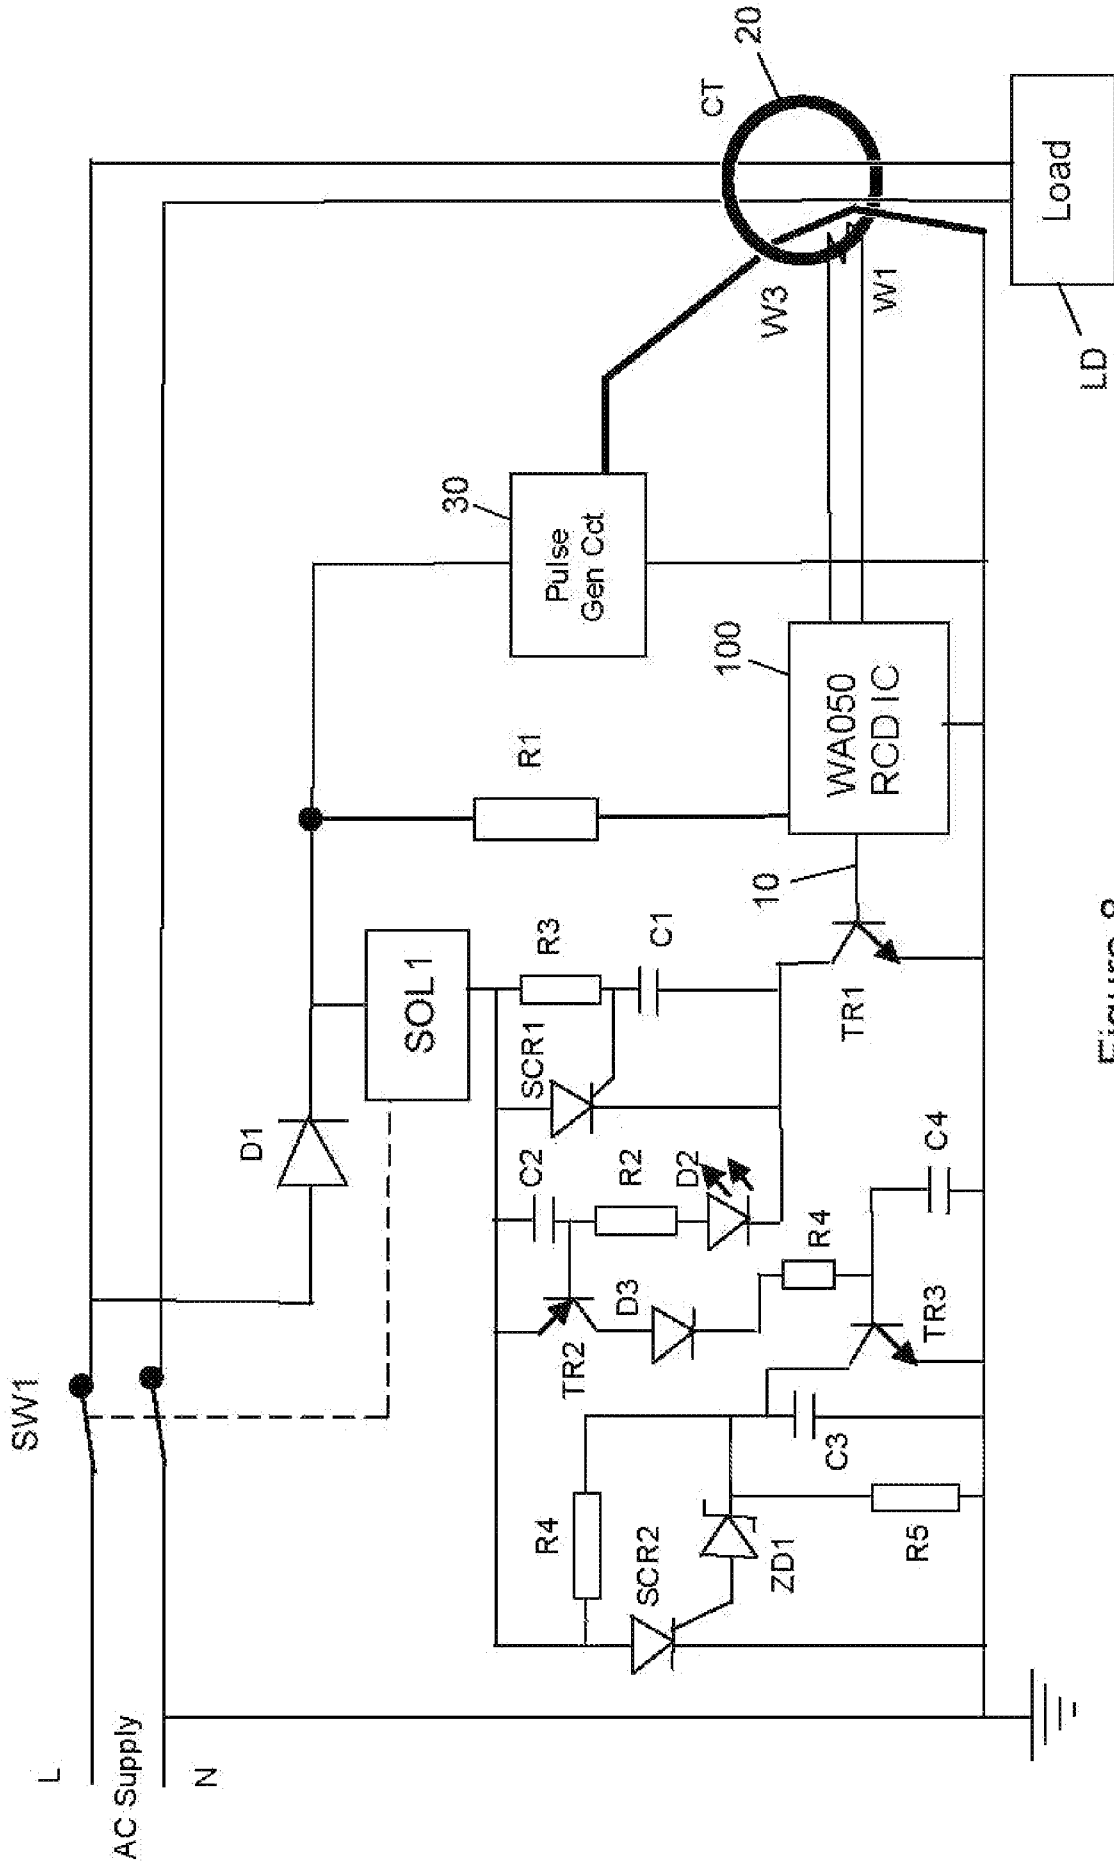 SW1
L
AC Supply
N
D1
SOL1
R1
30
Pulse
Gen Cct
CT
20
R4
SCR2
ZD1
R5
C3
TR2
D3
C2
R2
D2
R4
TR3
C4
SCR1
R3
C1
TR1
10
100
WA050
RCD IC
W3
W1
Load
LD
Figure